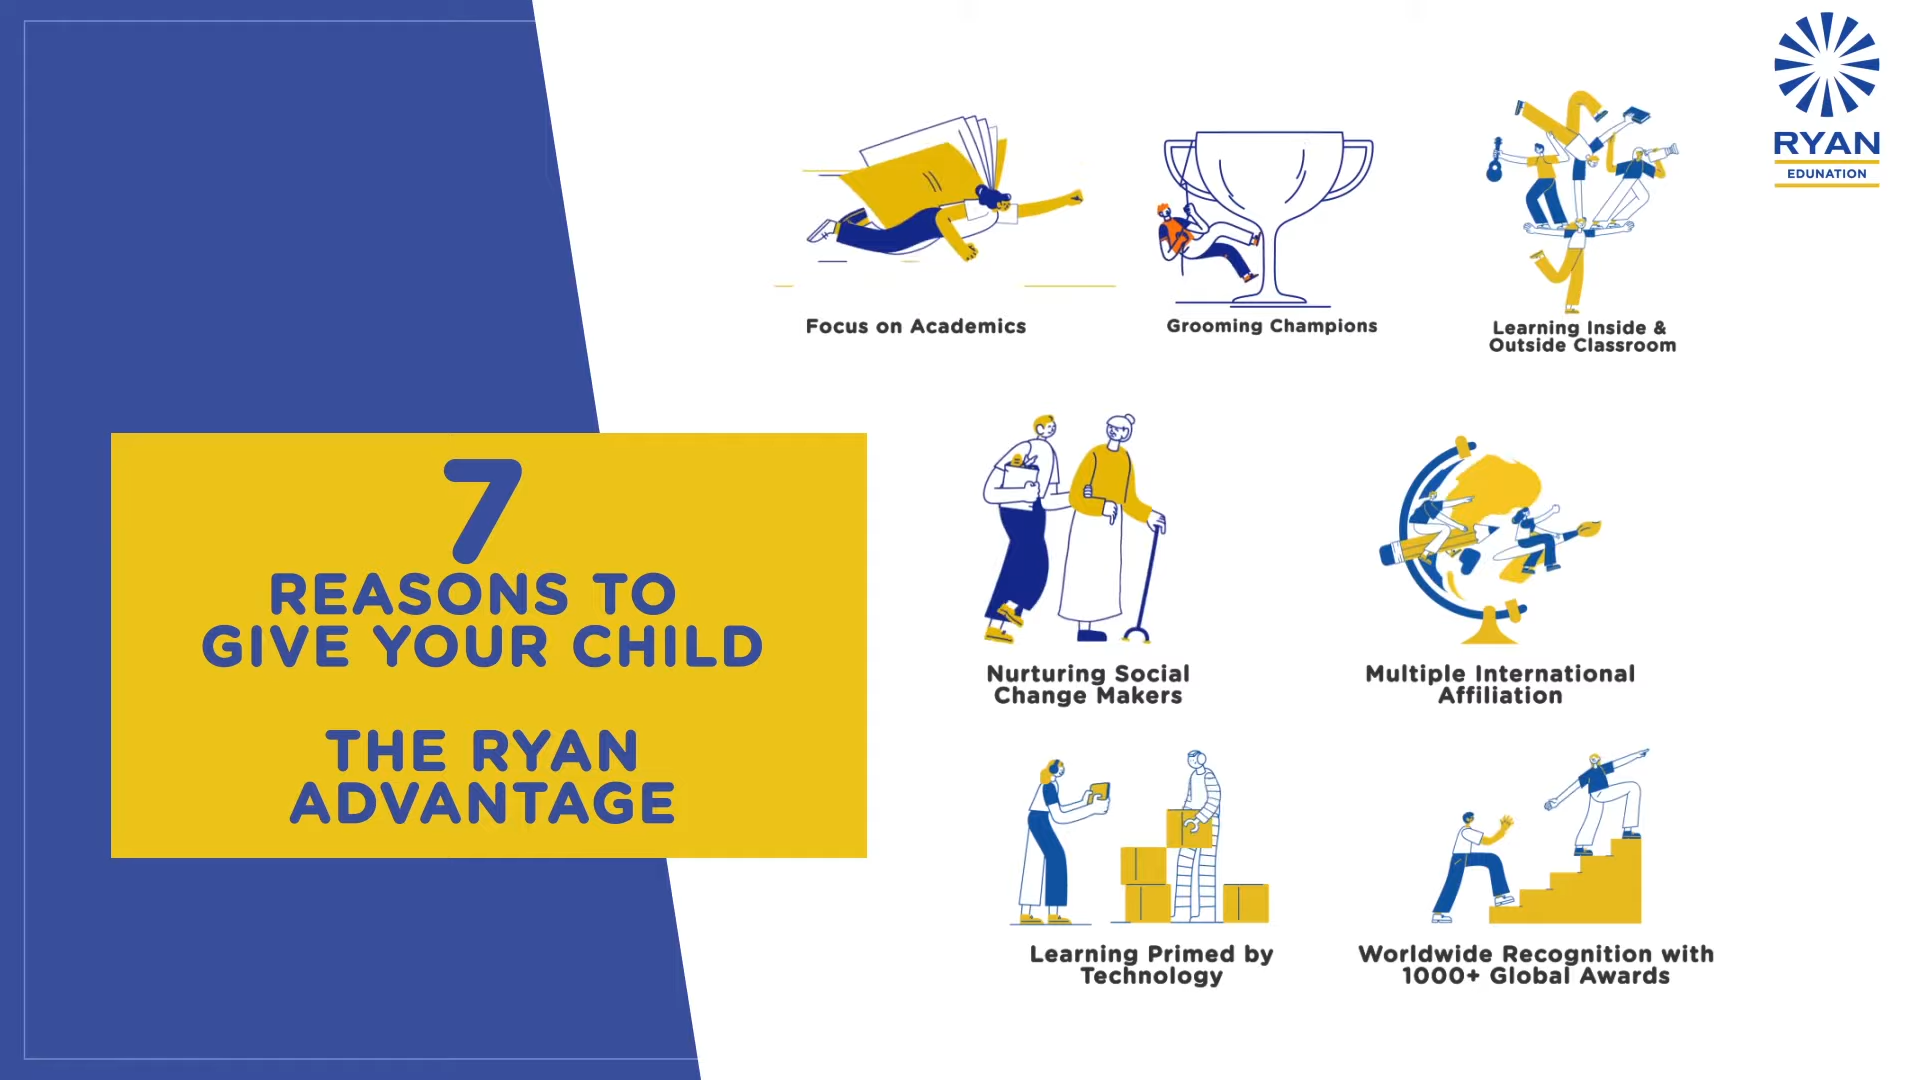 RYAN
EDUNATION
7
REASONS TO
GIVE YOUR CHILD
THE RYAN
ADVANTAGE
Focus on Academics
Grooming Champions
Learning Inside &
Outside Classroom
Nurturing Social
Change Makers
Multiple International
Affiliation
Learning Primed by
Technology
Worldwide Recognition with
1000+ Global Awards